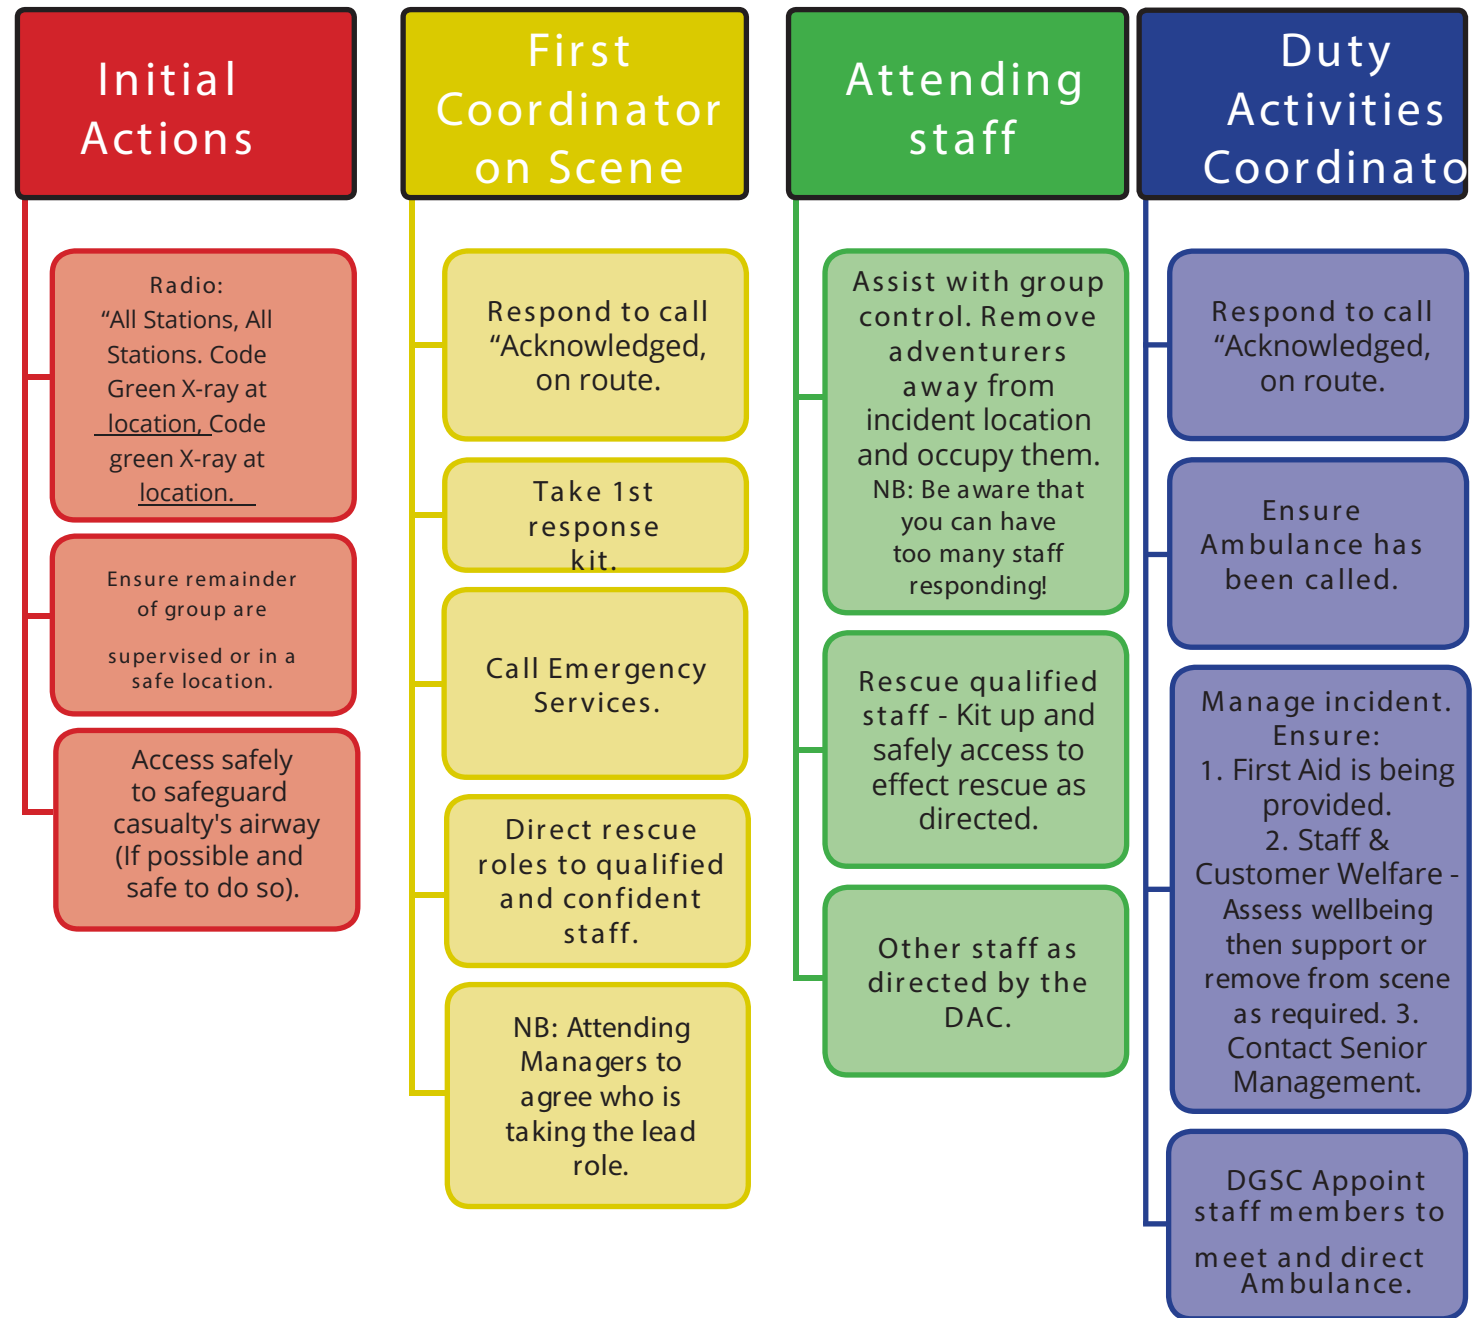 Initial
Actions
Radio:
“All Stations, All
Stations. Code
Green X-ray at
location, Code
green X-ray at
location.
Ensure remainder
of group are
supervised or in a
safe location.
Access safely
to safeguard
casualty's airway
(If possible and
safe to do so).
First
Coordinator
on Scene
Respond to call
“Acknowledged,
on route.
Take 1st
response
kit.
Call Emergency
Services.
Direct rescue
roles to qualified
and confident
staff.
NB: Attending
Managers to
agree who is
taking the lead
role.
Attending
staff
Assist with group
control. Remove
adventurers
away from
incident location
and occupy them.
NB: Be aware that
you can have
too many staff
responding!
Rescue qualified
staff - Kit up and
safely access to
effect rescue as
directed.
Other staff as
directed by the
DAC.
Duty
Activities
Coordinato
Respond to call
“Acknowledged,
on route.
Ensure
Ambulance has
been called.
Manage incident.
Ensure:
1. First Aid is being
provided.
2. Staff &
Customer Welfare -
Assess wellbeing
then support or
remove from scene
as required. 3.
Contact Senior
Management.
DGSC Appoint
staff members to
meet and direct
Ambulance.